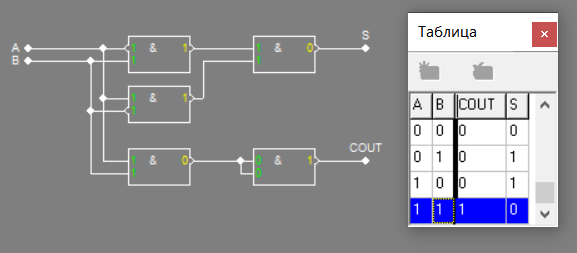 Таблица
A B COUT S
0 0 0 0
0 1 0 1
1 0 0 1
1 1 1 0
S
A
B
1 & 1
1
1 & 0
1
1 & 1
1
COUT
1 & 0
1
0 & 1
0